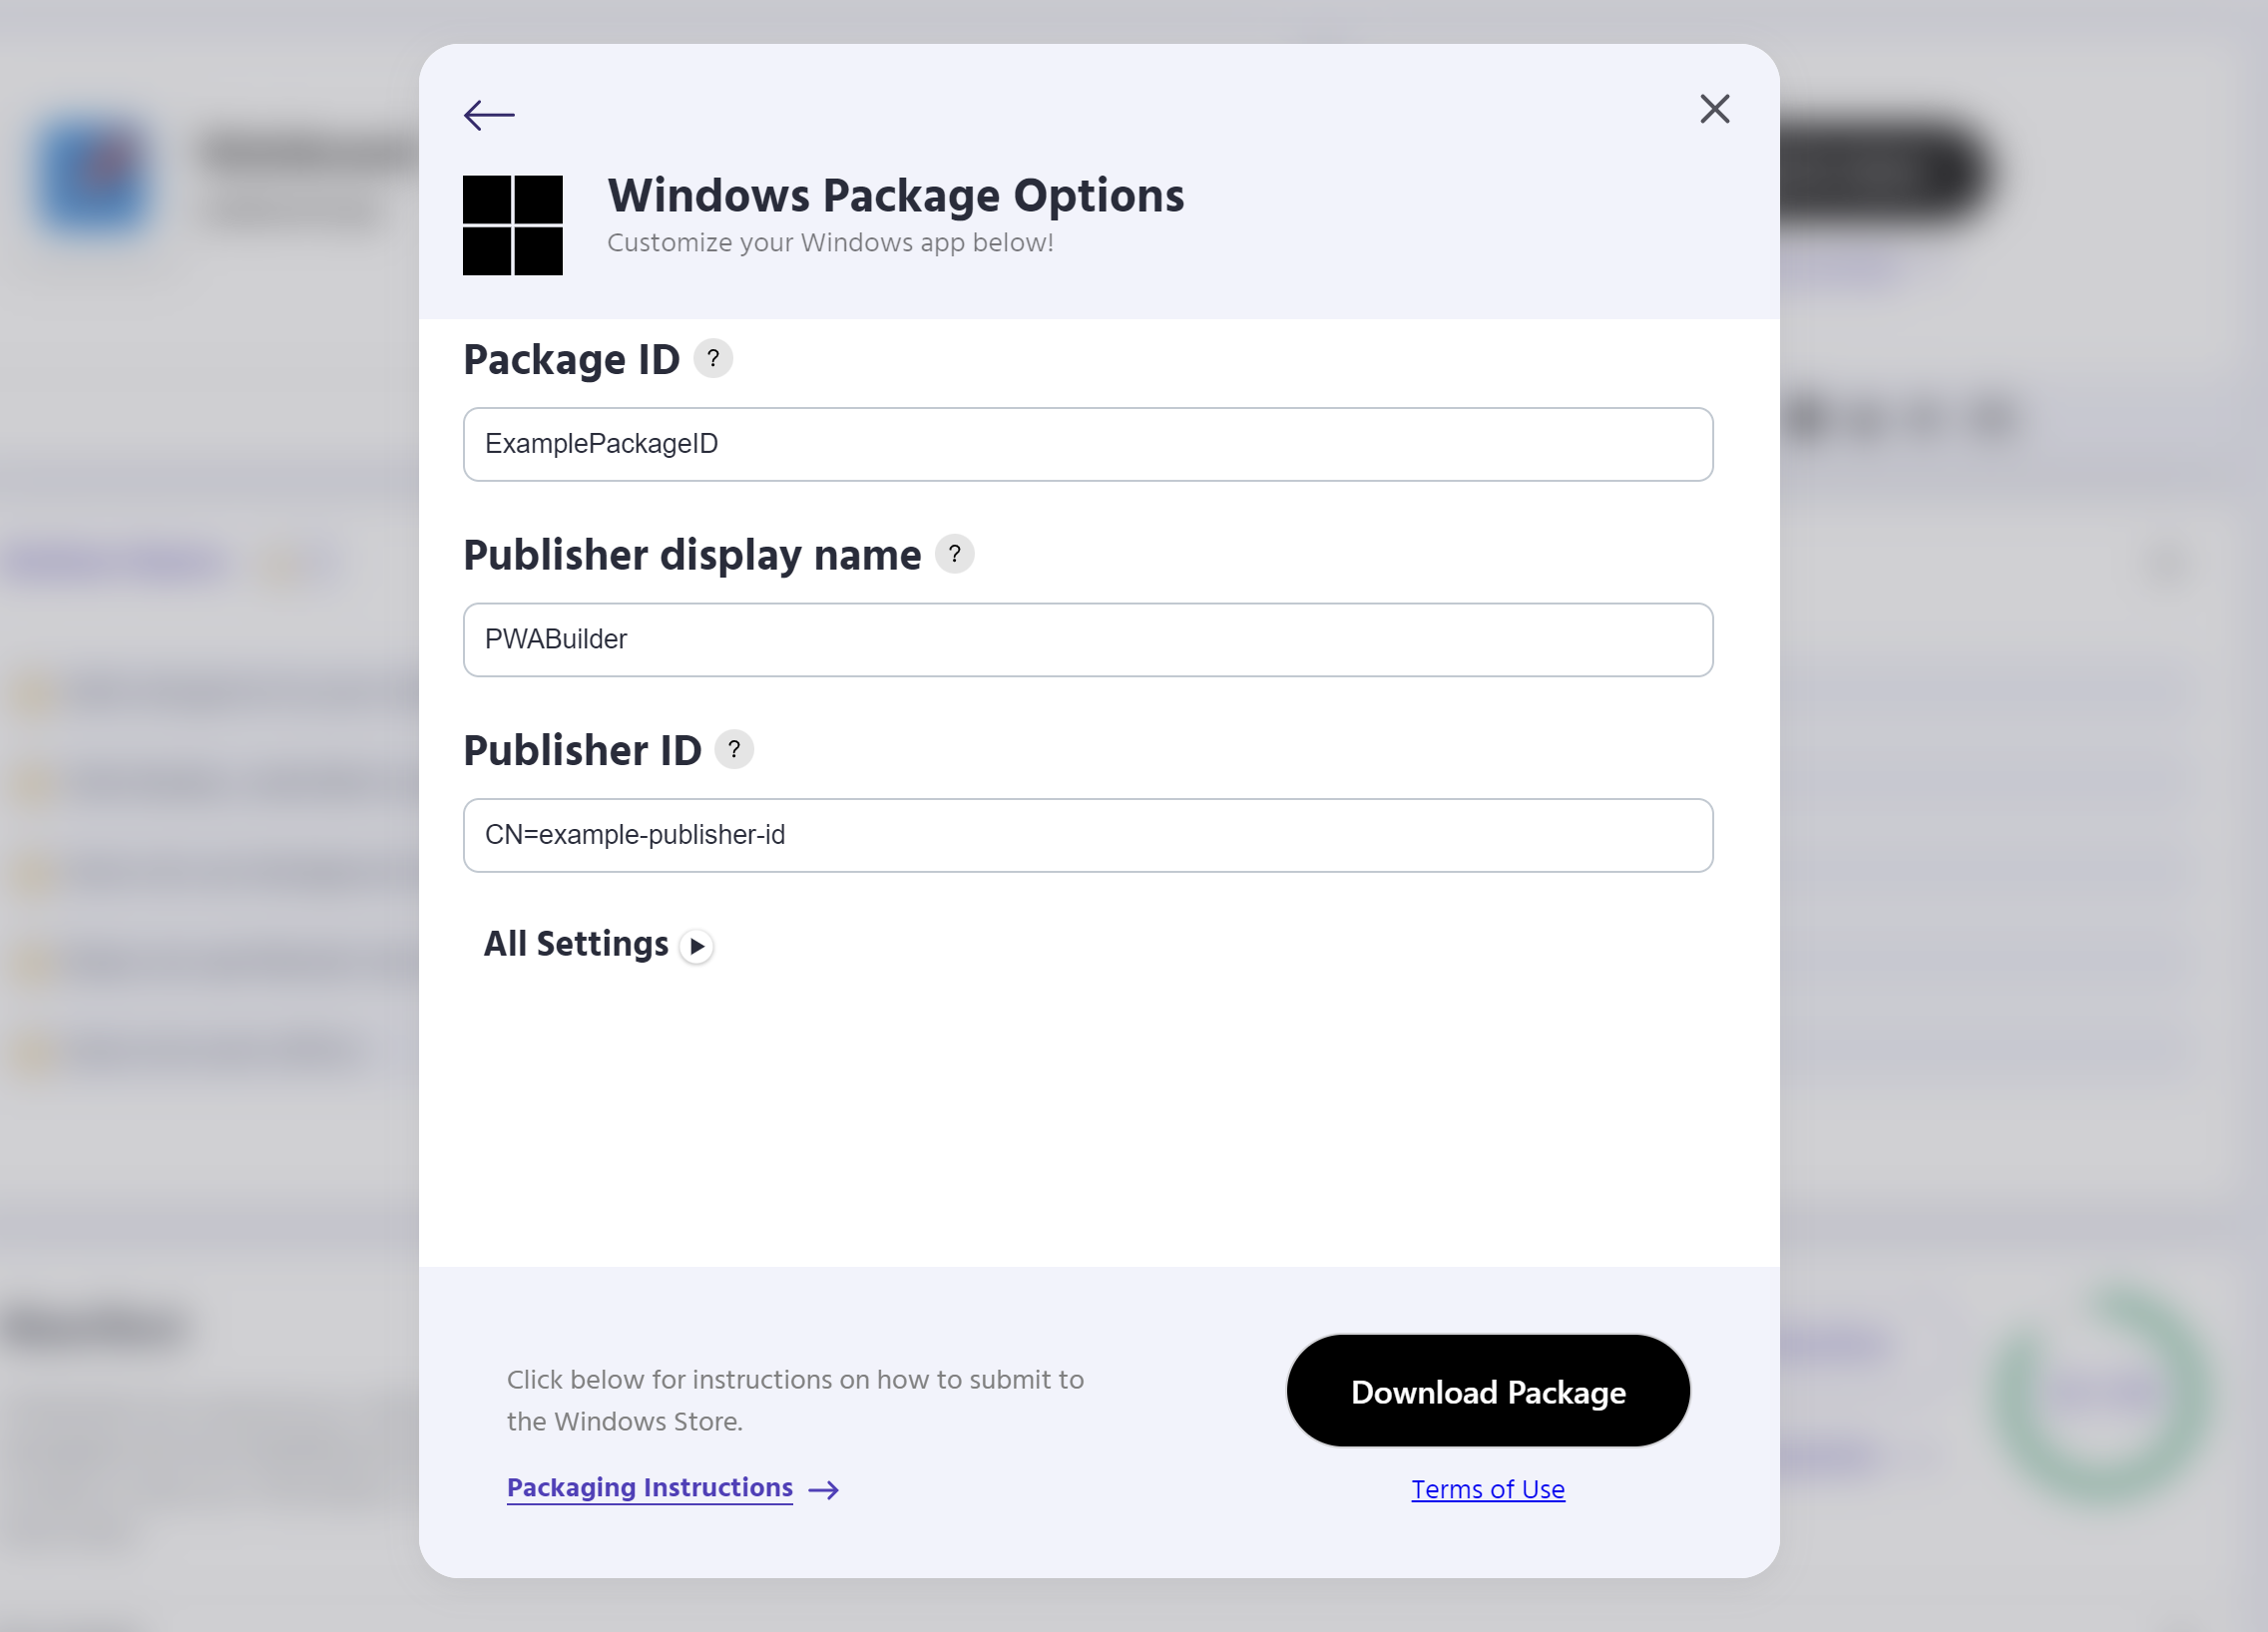 Windows Package Options
Customize your Windows app below!
Package ID ?
ExamplePackageID
Publisher display name ?
PWABuilder
Publisher ID ?
CN=example-publisher-id
All Settings
Click below for instructions on how to submit to
the Windows Store.
Packaging Instructions
Download Package
Terms of Use